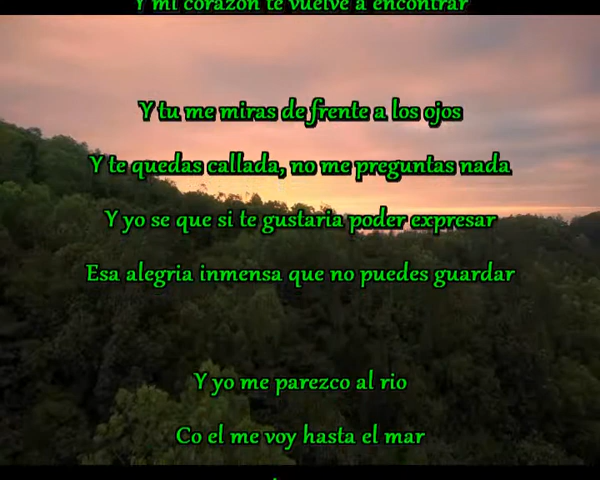 Y mi corazon te vuelve a encontrar
Y tu me miras de frente a los ojos
Y te quedas callada, no me preguntas nada
Y yo se que si te gustaria poder expresar
Esa alegria inmensa que no puedes guardar
Y yo me parezco al rio
Co el me voy hasta el mar